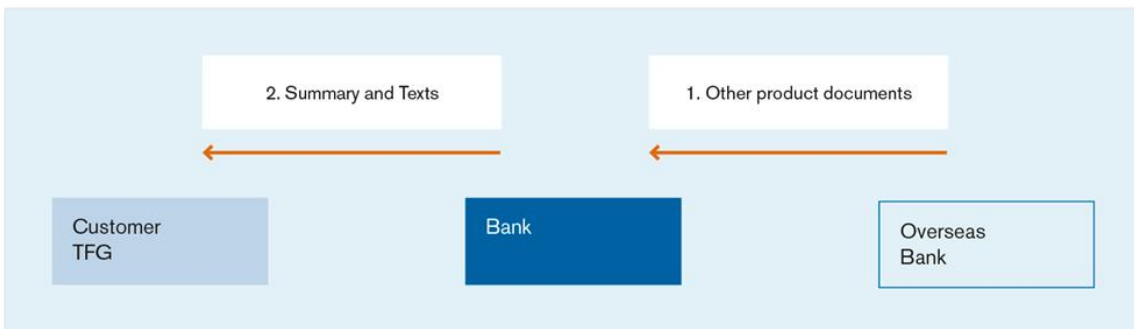 2. Summary and Texts
1. Other product documents
Customer
TFG
Bank
Overseas
Bank